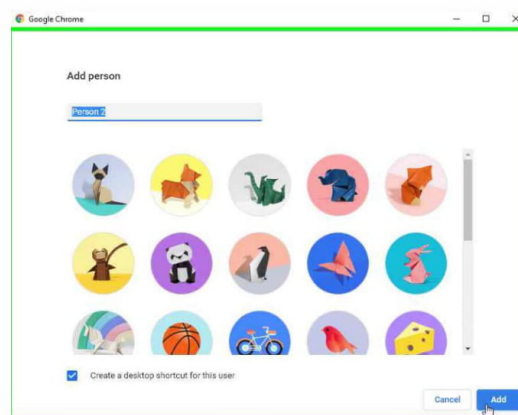 Google Chrome
Add person
Person 2
Create a desktop shortcut for this user
Cancel
Add